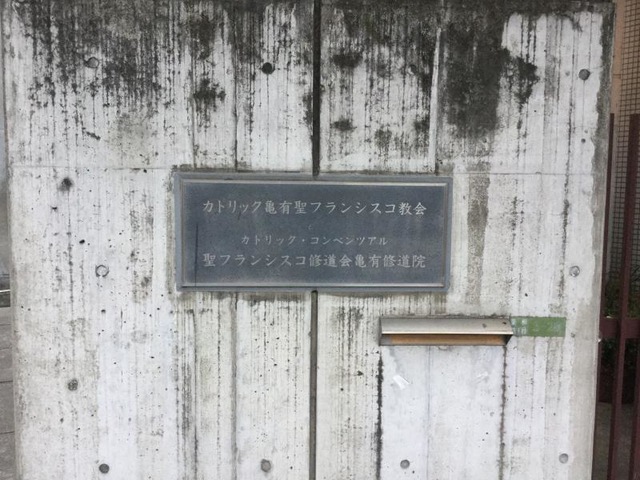 カトリック亀有聖フランシスコ教会
カトリック・コンベンツアル
聖フランシスコ修道会亀有修道院